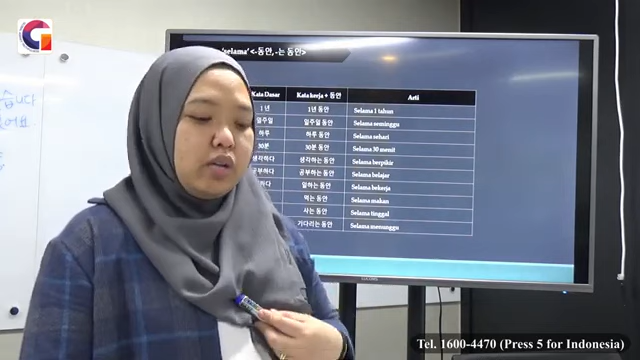 'selama' <-동안, -는 동안>
Kata Dasar Kata kerja + 동안 Arti
1년 1년 동안 Selama 1 tahun
일주일 일주일 동안 Selama seminggu
하루 하루 동안 Selama sehari
30분 30분 동안 Selama 30 menit
생각하다 생각하는 동안 Selama berpikir
공부하다 공부하는 동안 Selama belajar
하다 일하는 동안 Selama bekerja
먹는 동안 Selama makan
사는 동안 Selama tinggal
기다리는 동안 Selama menunggu
Tel. 1600-4470 (Press 5 for Indonesia)